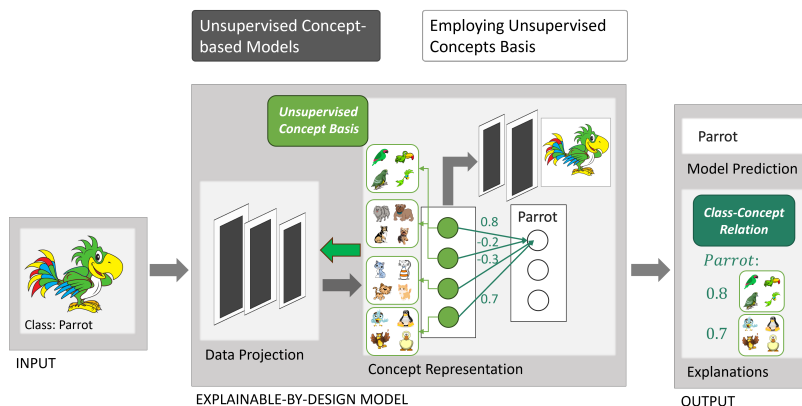 Unsupervised Concept-
based Models
Employing Unsupervised
Concepts Basis
Class: Parrot
INPUT
Unsupervised
Concept Basis
Data Projection
Parrot
0.8
-0.2
-0.3
0.7
Concept Representation
EXPLAINABLE-BY-DESIGN MODEL
Parrot
Model Prediction
Class-Concept
Relation
Parrot:
0.8
0.7
Explanations
OUTPUT